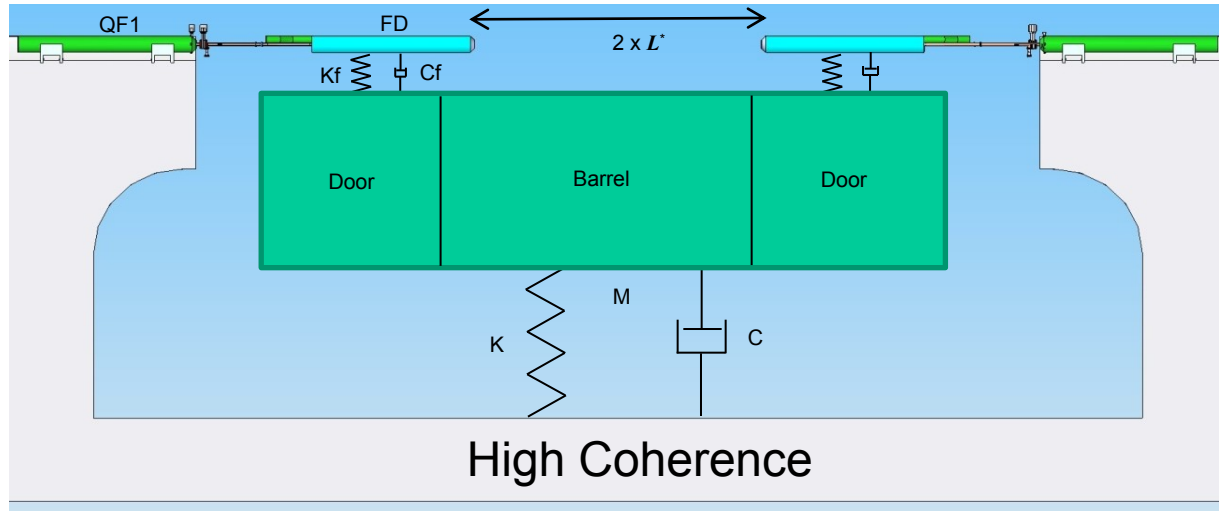 QF1
FD
2 x L*
Kf
Cf
Door
Barrel
Door
M
K
C
High Coherence